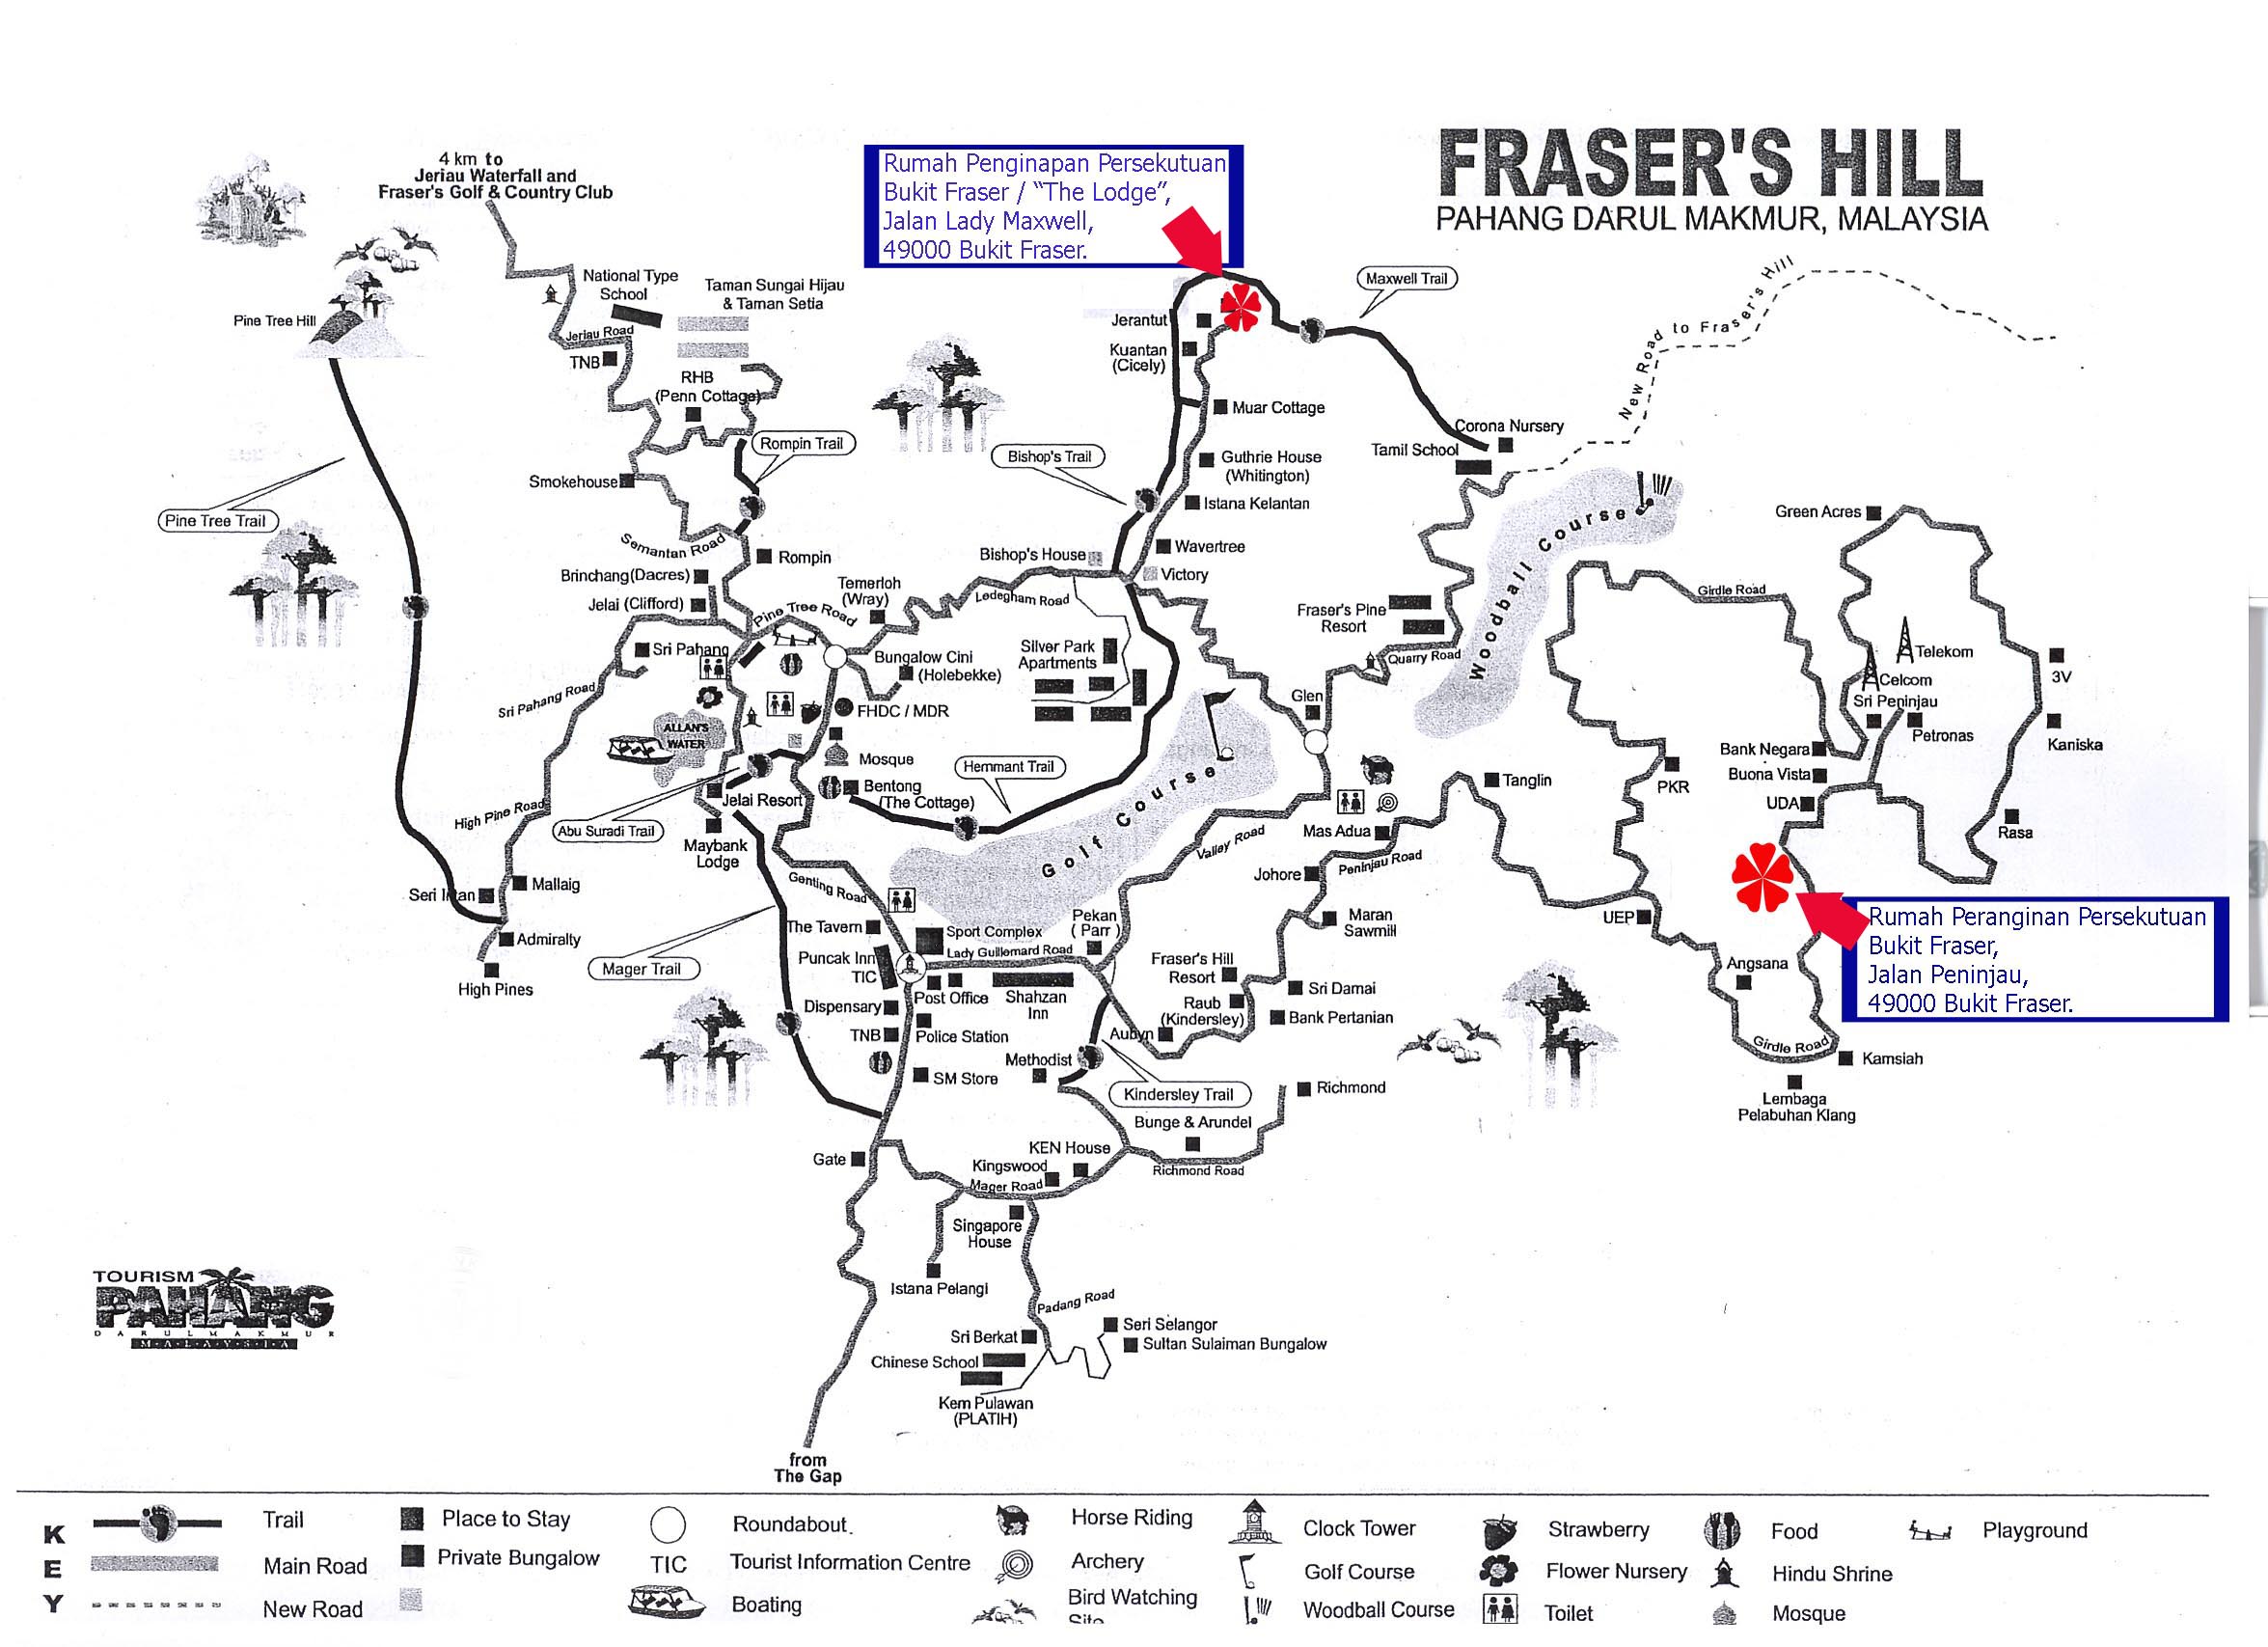 FRASER'S HILL
PAHANG DARUL MAKMUR, MALAYSIA
4 km to
Jeriau Waterfall and
Fraser's Golf & Country Club
Rumah Penginapan Persekutuan
Bukit Fraser / “The Lodge”,
Jalan Lady Maxwell,
49000 Bukit Fraser.
National Type
School
Taman Sungai Hijau
& Taman Setia
Pine Tree Hill
Jeriau Road
TNB
RHB
(Penn Cottage)
Rompin Trail
Smokehouse
Pine Tree Trail
Semantan Road
Rompin
Brinchang(Dacres)
Jelai (Clifford)
Pine Tree Road
Temerloh
(Wray)
Sri Pahang
Sri Pahang Road
Bungalow Cini
(Holebekke)
FHDC / MDR
ALLAN'S
WATER
Mosque
Bentong
(The Cottage)
Jelai Resort
Abu Suradi Trail
Maybank
Lodge
High Pine Road
Mallaig
Seri Intan
Admiralty
High Pines
Maxwell Trail
Jerantut
Kuantan
(Cicely)
Muar Cottage
Bishop's Trail
Guthrie House
(Whitington)
Istana Kelantan
Wavertree
Victory
Bishop's House
Ledegham Road
Silver Park
Apartments
Hemmant Trail
Golf Course
Corona Nursery
Tamil School
New Road to Fraser's Hill
Woodball Course
Fraser's Pine
Resort
Quarry Road
Glen
Green Acres
Girdle Road
Telekom
Celcom
Sri Peninjau
Petronas
3V
Kaniska
Bank Negara
Buona Vista
UDA
PKR
Rasa
Tanglin
Mas Adua
Valley Road
Johore
Peninjau Road
Maran
Sawmill
UEP
Angsana
Rumah Peranginan Persekutuan
Bukit Fraser,
Jalan Peninjau,
49000 Bukit Fraser.
Girdle Road
Kamsiah
Lembaga
Pelabuhan Klang
Genting Road
The Tavern
Sport Complex
Lady Guillemard Road
Pekan
( Parr )
Puncak Inn
TIC
Post Office
Shahzan
Inn
Fraser's Hill
Resort
Raub
(Kindersley)
Sri Damai
Bank Pertanian
Aubyn
Dispensary
TNB
Police Station
SM Store
Methodist
Kindersley Trail
Richmond
Bunge & Arundel
Richmond Road
Mager Trail
Gate
KEN House
Kingswood
Mager Road
Singapore
House
Istana Pelangi
Padang Road
Seri Selangor
Sultan Sulaiman Bungalow
Sri Berkat
Chinese School
Kem Pulawan
(PLATIH)
from
The Gap
TOURISM
PAHANG
DARUL MAKMUR
MALAYSIA
KEY
Trail
Main Road
New Road
Place to Stay
Private Bungalow
Roundabout
TIC
Tourist Information Centre
Boating
Horse Riding
Archery
Bird Watching
Site
Clock Tower
Golf Course
Woodball Course
Strawberry
Flower Nursery
Toilet
Food
Hindu Shrine
Mosque
Playground